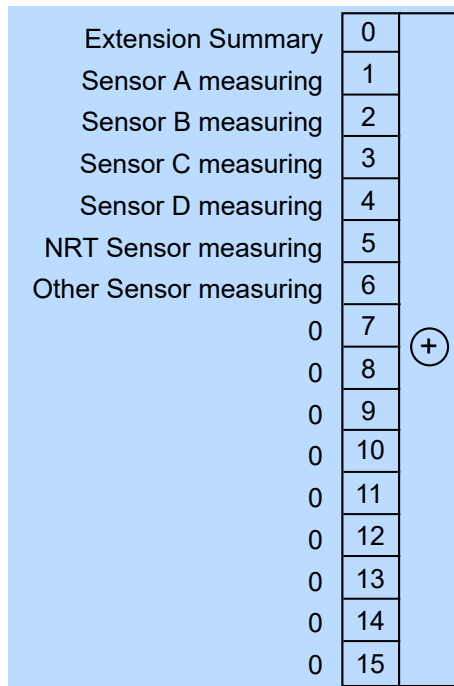 Extension Summary 0
Sensor A measuring 1
Sensor B measuring 2
Sensor C measuring 3
Sensor D measuring 4
NRT Sensor measuring 5
Other Sensor measuring 6
0 7
+
0 8
0 9
0 10
0 11
0 12
0 13
0 14
0 15